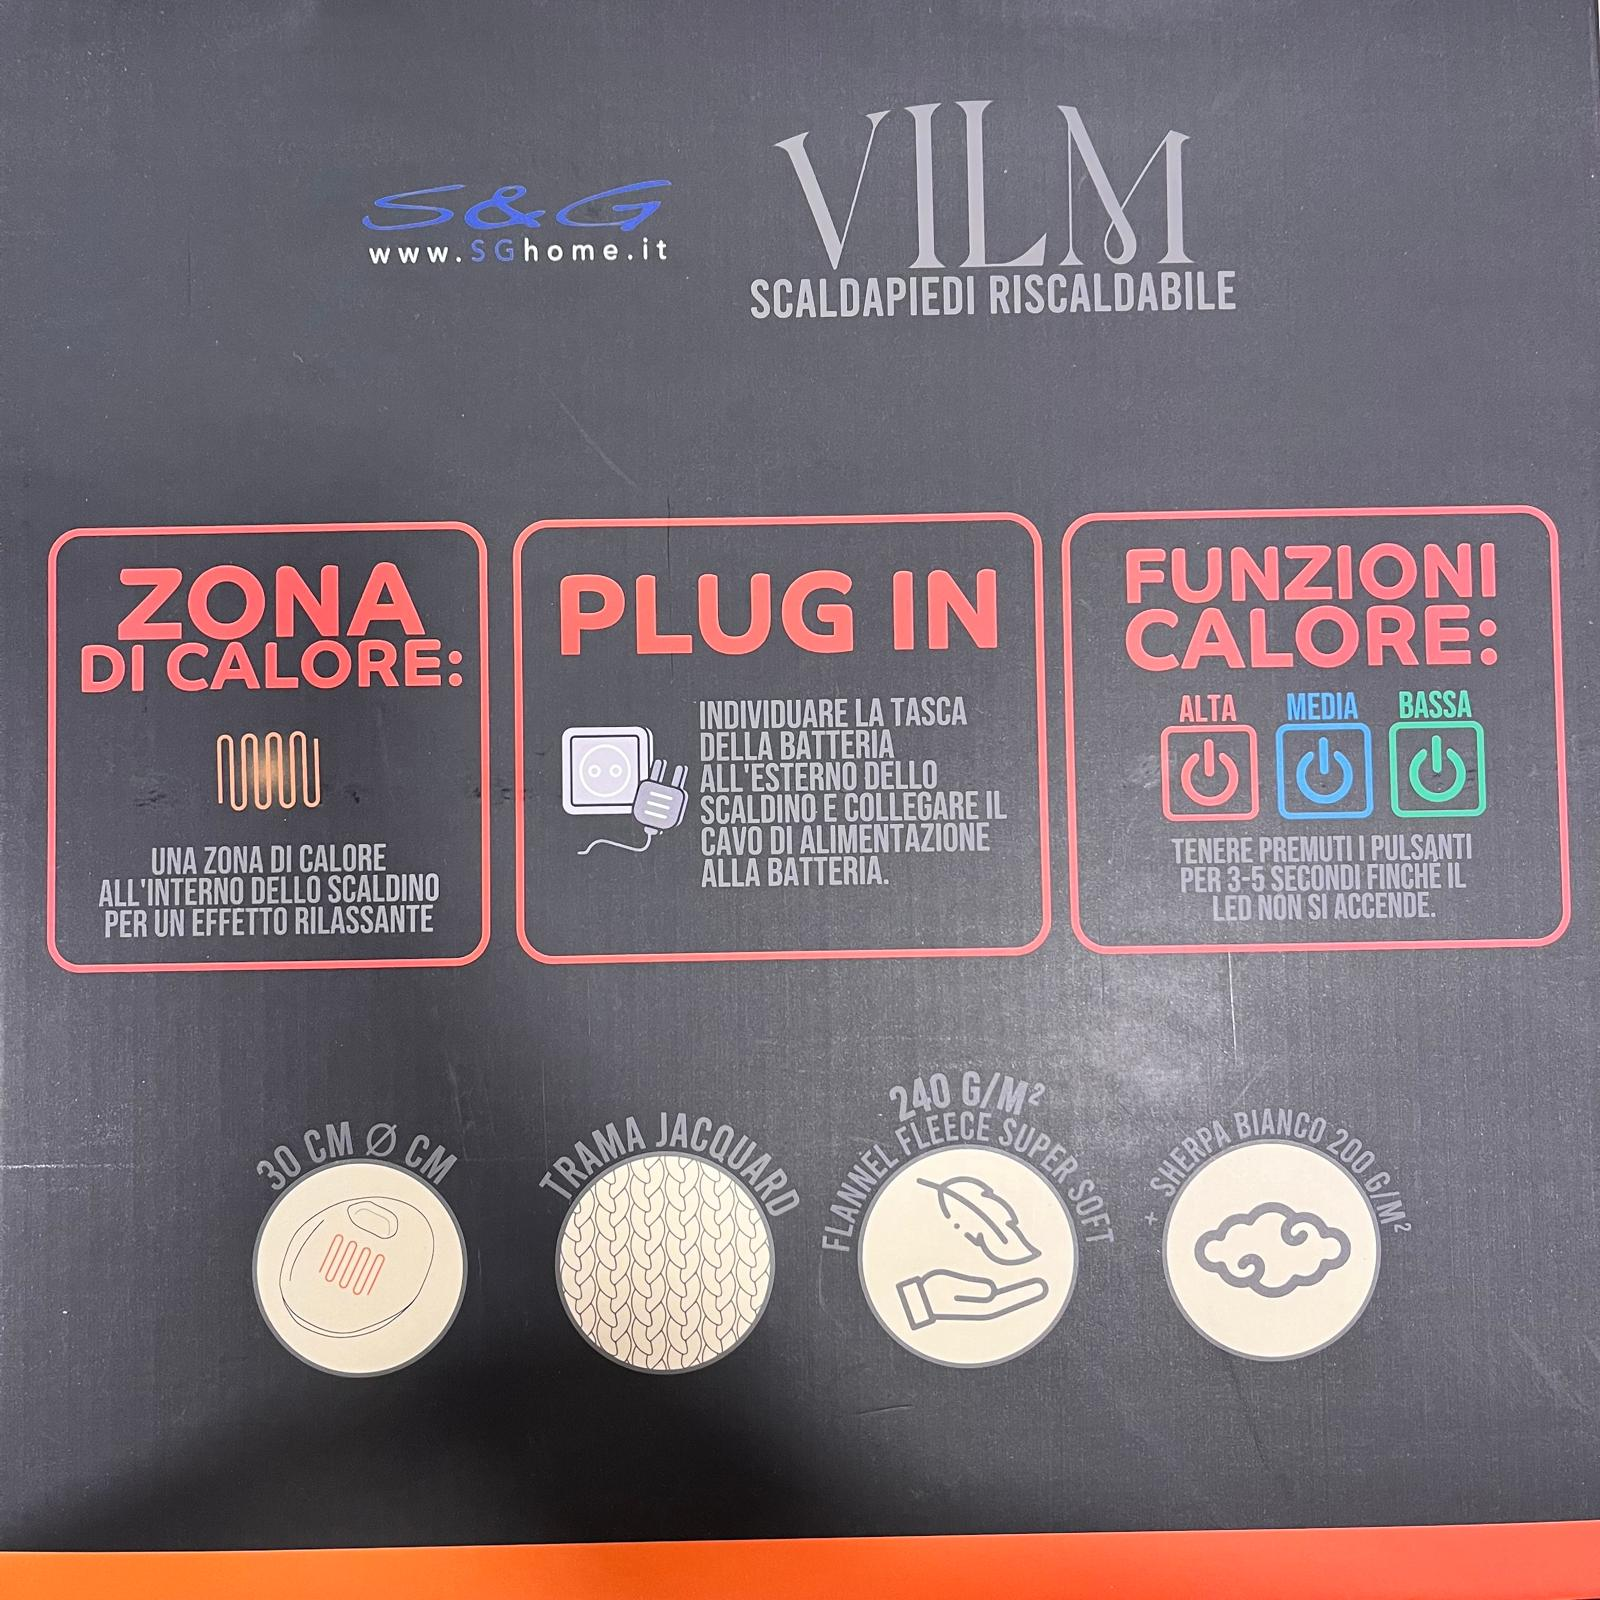 S&G
www.SGhome.it
VILM
SCALDAPIEDI RISCALDABILE
ZONA
DI CALORE:
UNA ZONA DI CALORE
ALL'INTERNO DELLO SCALDINO
PER UN EFFETTO RILASSANTE
PLUG IN
INDIVIDUARE LA TASCA
DELLA BATTERIA
ALL'ESTERNO DELLO
SCALDINO E COLLEGARE IL
CAVO DI ALIMENTAZIONE
ALLA BATTERIA.
FUNZIONI
CALORE:
ALTA MEDIA BASSA
TENERE PREMUTI I PULSANTI
PER 3-5 SECONDI FINCHÉ IL
LED NON SI ACCENDE.
30 CM Ø CM
TRAMA JACQUARD
240 G/M²
FLANNEL FLEECE SUPER SOFT
+ SHERPA BIANCO 200 G/M²